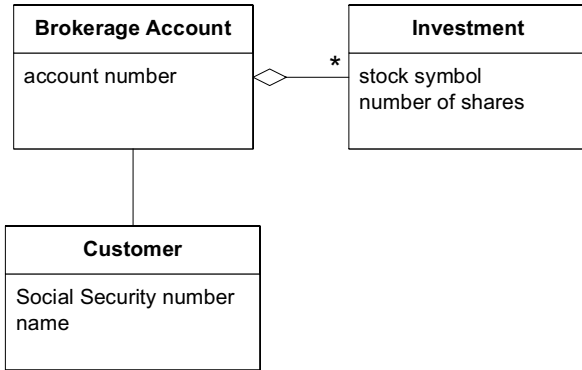 Brokerage Account
account number
*
Investment
stock symbol
number of shares
Customer
Social Security number
name